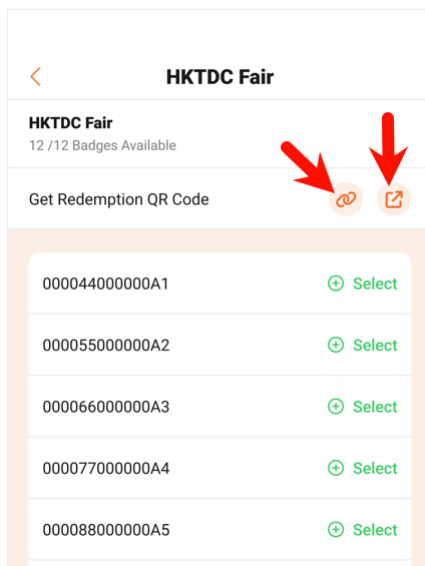 HKTDC Fair
HKTDC Fair
12 /12 Badges Available
Get Redemption QR Code
000044000000A1 Select
000055000000A2 Select
000066000000A3 Select
000077000000A4 Select
000088000000A5 Select